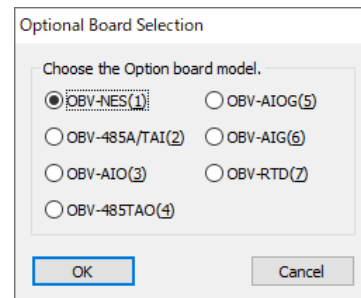 Optional Board Selection
Choose the Option board model.
OBV-NES(1) OBV-AIOG(5)
OBV-485A/TAI(2) OBV-AIG(6)
OBV-AIO(3) OBV-RTD(7)
OBV-485TAO(4)
OK Cancel